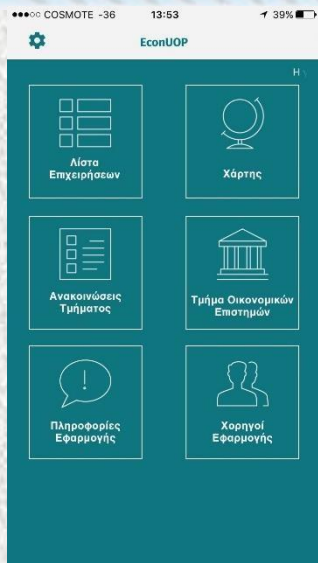 COSMOTE -36 13:53 39%
EconUOP
Η
Λίστα
Επιχειρήσεων
Χάρτης
Ανακοινώσεις
Τμήματος
Τμήμα Οικονομικών
Επιστημών
!
Πληροφορίες
Εφαρμογής
Χορηγοί
Εφαρμογής